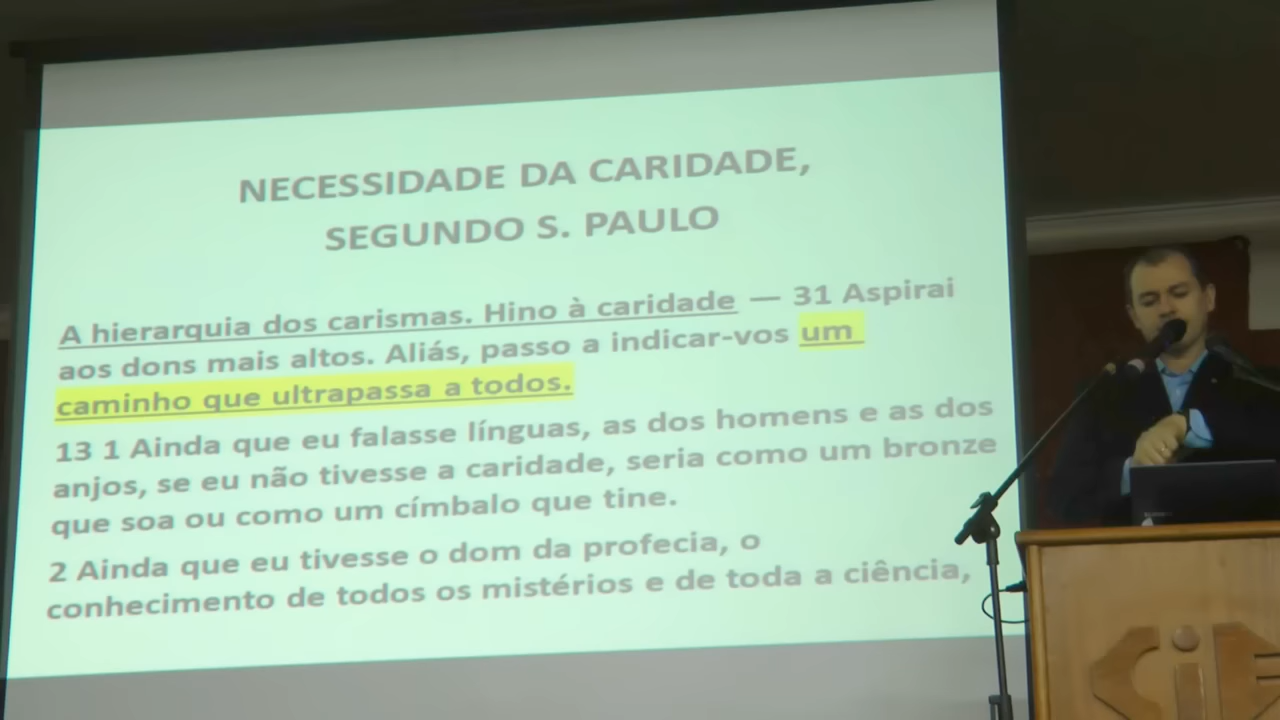 NECESSIDADE DA CARIDADE,
SEGUNDO S. PAULO
A hierarquia dos carismas. Hino à caridade — 31 Aspirai
aos dons mais altos. Aliás, passo a indicar-vos um
caminho que ultrapassa a todos.
13 1 Ainda que eu falasse línguas, as dos homens e as dos
anjos, se eu não tivesse a caridade, seria como um bronze
que soa ou como um címbalo que tine.
2 Ainda que eu tivesse o dom da profecia, o
conhecimento de todos os mistérios e de toda a ciência,